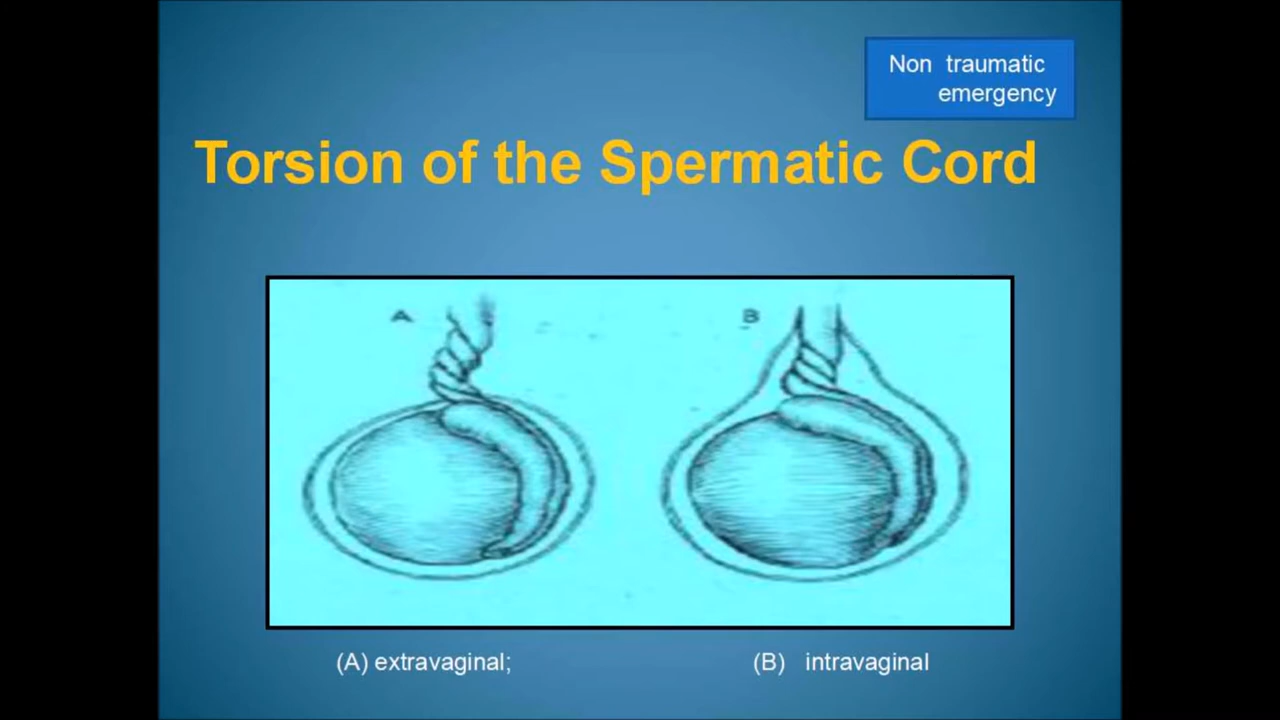 Non traumatic
emergency
Torsion of the Spermatic Cord
A
B
(A) extravaginal;
(B) intravaginal